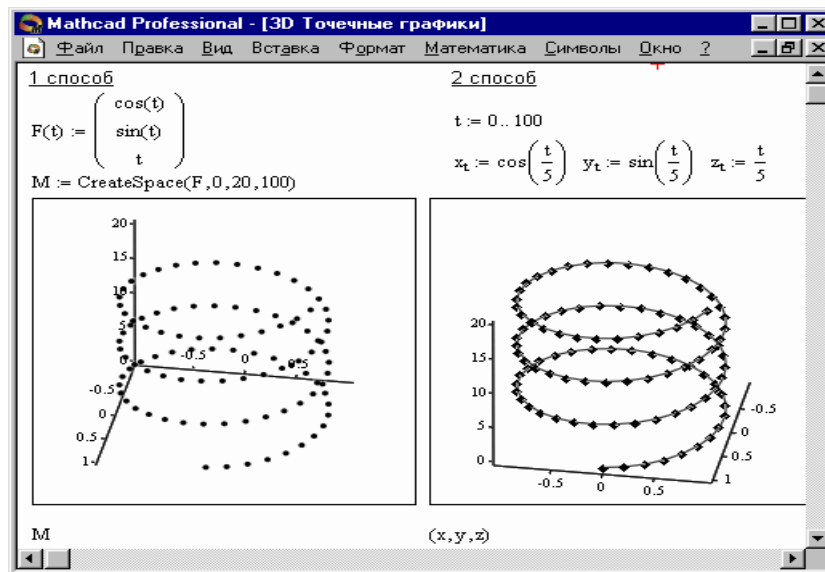 Mathcad Professional - [3D Точечные графики]
Файл Правка Вид Вставка Формат Математика Символы Окно ?
1 способ
F(t) := ( cos(t)
sin(t)
t )
M := CreateSpace(F,0,20,100)
20
15
10
5
0
-0.5 0 0.5
-0.5
0
0.5
1
M
2 способ
t := 0.. 100
x_t := cos(t/5) y_t := sin(t/5) z_t := t/5
20
15
10
5
0
-0.5 0 0.5
-0.5
0
0.5
1
(x,y,z)